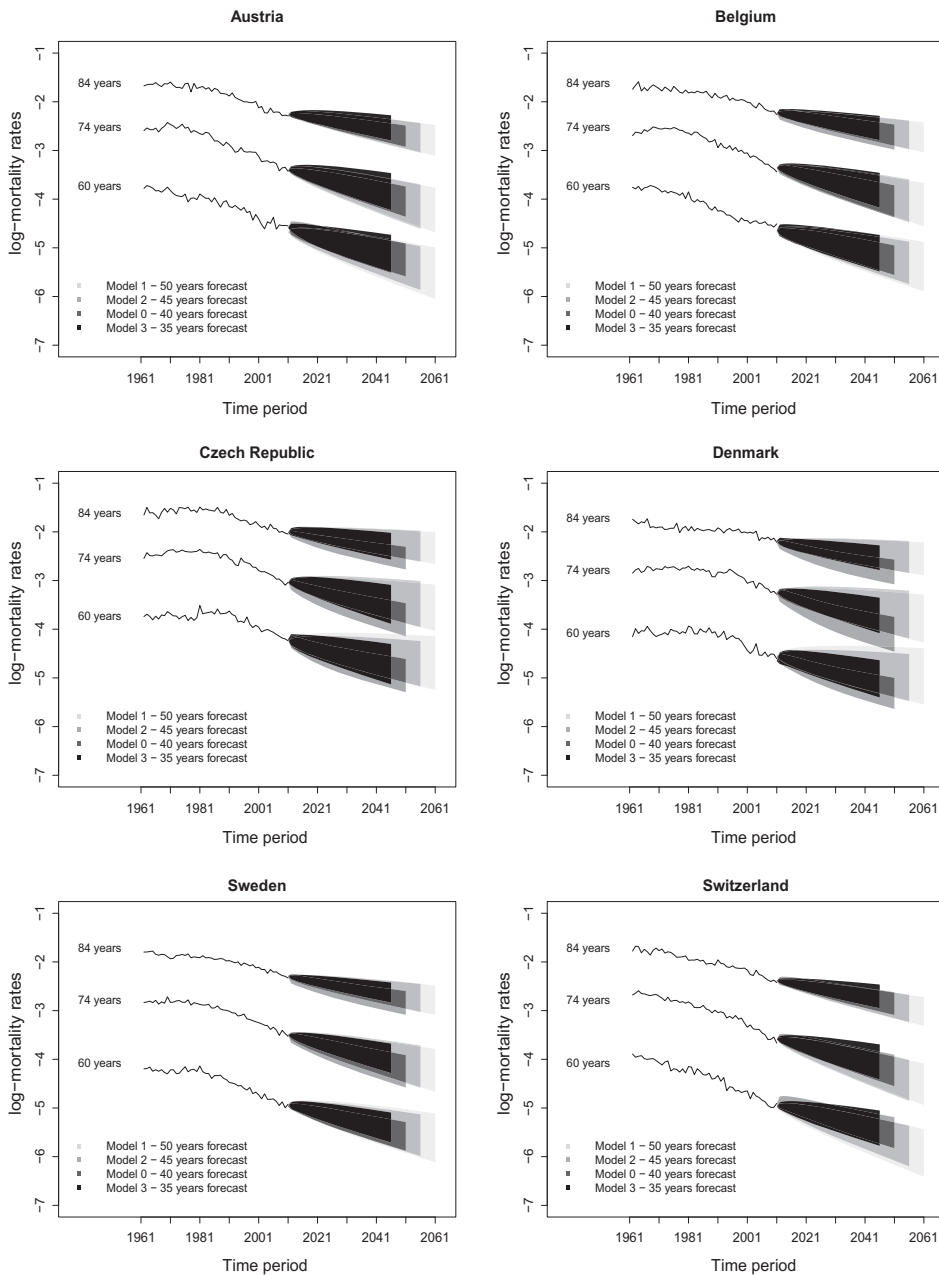 Austria
−1
−2
−3
−4
−5
−6
−7
log−mortality rates
84 years
74 years
60 years
Model 1 − 50 years forecast
Model 2 − 45 years forecast
Model 0 − 40 years forecast
Model 3 − 35 years forecast
1961 1981 2001 2021 2041 2061
Time period
Belgium
−1
−2
−3
−4
−5
−6
−7
log−mortality rates
84 years
74 years
60 years
Model 1 − 50 years forecast
Model 2 − 45 years forecast
Model 0 − 40 years forecast
Model 3 − 35 years forecast
1961 1981 2001 2021 2041 2061
Time period
Czech Republic
−1
−2
−3
−4
−5
−6
−7
log−mortality rates
84 years
74 years
60 years
Model 1 − 50 years forecast
Model 2 − 45 years forecast
Model 0 − 40 years forecast
Model 3 − 35 years forecast
1961 1981 2001 2021 2041 2061
Time period
Denmark
−1
−2
−3
−4
−5
−6
−7
log−mortality rates
84 years
74 years
60 years
Model 1 − 50 years forecast
Model 2 − 45 years forecast
Model 0 − 40 years forecast
Model 3 − 35 years forecast
1961 1981 2001 2021 2041 2061
Time period
Sweden
−1
−2
−3
−4
−5
−6
−7
log−mortality rates
84 years
74 years
60 years
Model 1 − 50 years forecast
Model 2 − 45 years forecast
Model 0 − 40 years forecast
Model 3 − 35 years forecast
1961 1981 2001 2021 2041 2061
Time period
Switzerland
−1
−2
−3
−4
−5
−6
−7
log−mortality rates
84 years
74 years
60 years
Model 1 − 50 years forecast
Model 2 − 45 years forecast
Model 0 − 40 years forecast
Model 3 − 35 years forecast
1961 1981 2001 2021 2041 2061
Time period